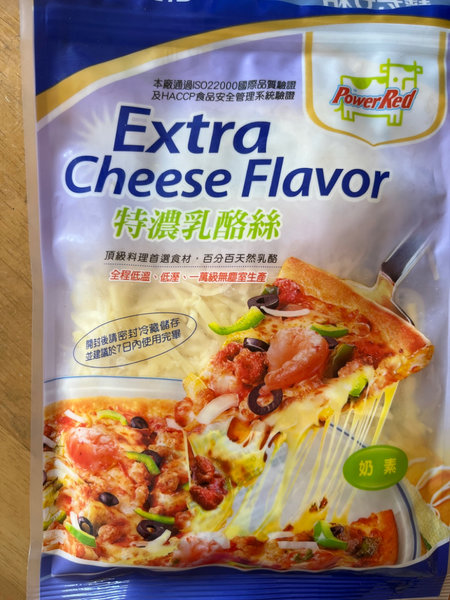 本廠通過ISO22000國際品質驗證
及HACCP食品安全管理系統驗證
PowerRed
Extra
Cheese Flavor
特濃乳酪絲
頂級料理首選食材，百分百天然乳酪
全程低溫、低溼、一萬級無塵室生產
開封後請密封冷藏儲存
並建議於7日內使用完畢
奶素